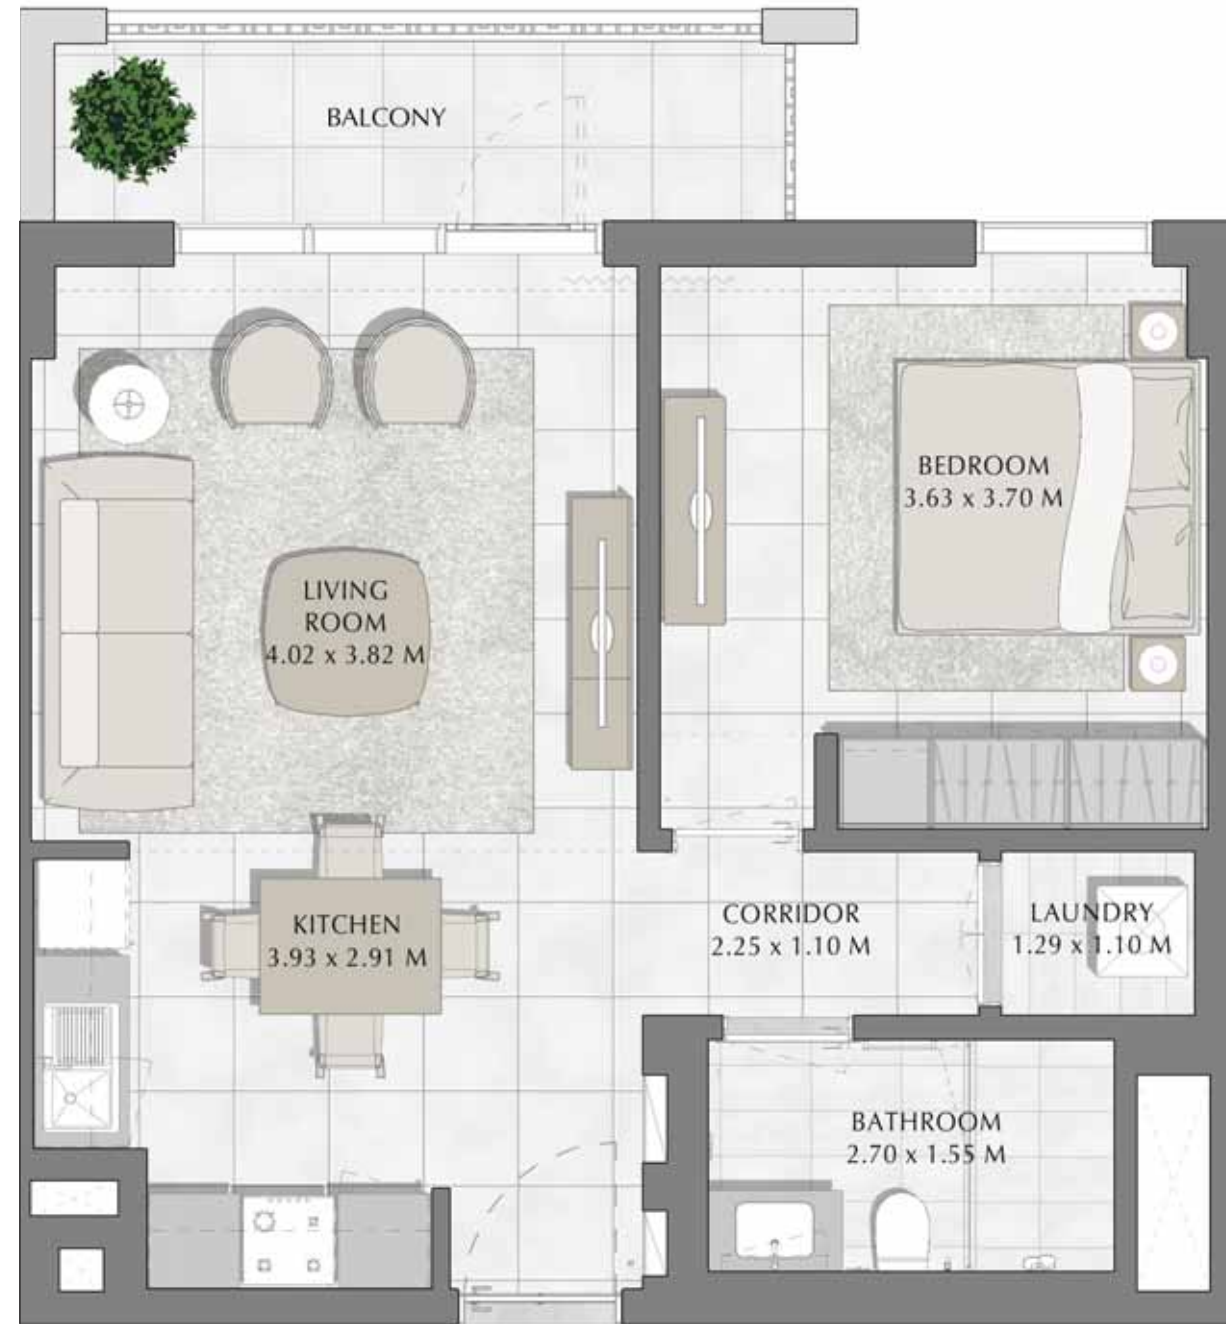 BALCONY
BEDROOM
3.63 x 3.70 M
LIVING
ROOM
4.02 x 3.82 M
KITCHEN
3.93 x 2.91 M
CORRIDOR
2.25 x 1.10 M
LAUNDRY
1.29 x 1.10 M
BATHROOM
2.70 x 1.55 M